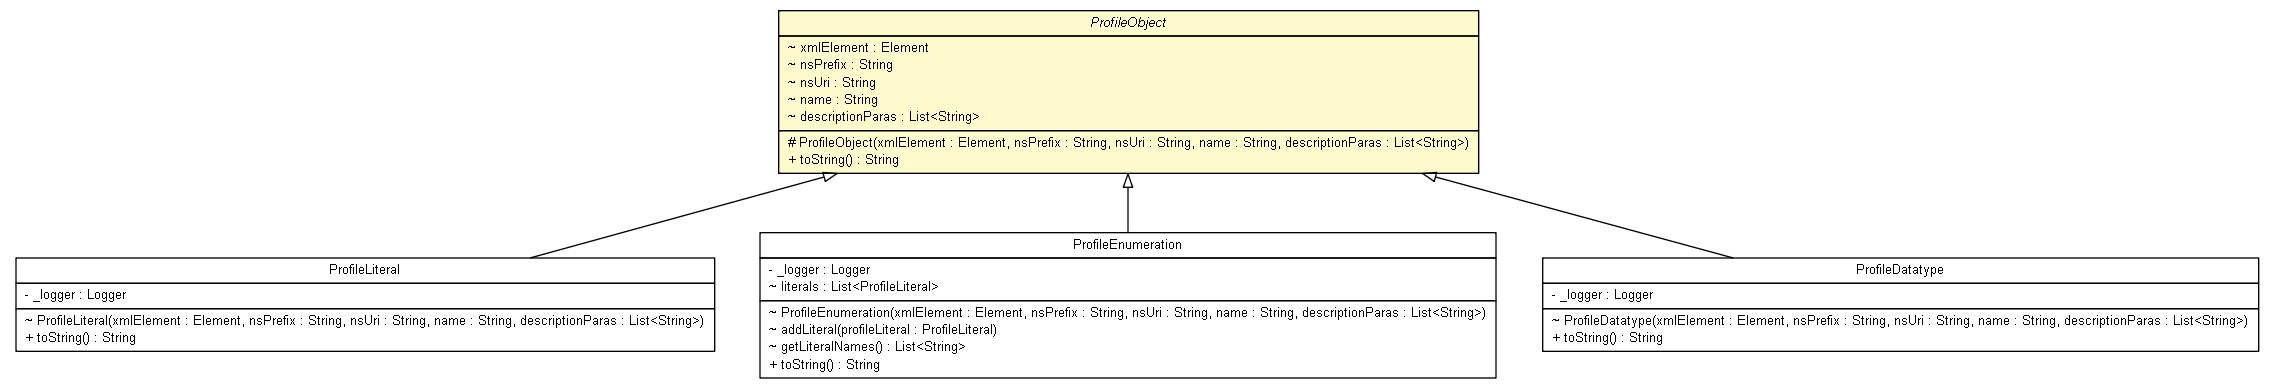 ProfileObject
~ xmlElement : Element
~ nsPrefix : String
~ nsUri : String
~ name : String
~ descriptionParas : List<String>
# ProfileObject(xmlElement : Element, nsPrefix : String, nsUri : String, name : String, descriptionParas : List<String>)
+ toString() : String
ProfileLiteral
- _logger : Logger
~ ProfileLiteral(xmlElement : Element, nsPrefix : String, nsUri : String, name : String, descriptionParas : List<String>)
+ toString() : String
ProfileEnumeration
- _logger : Logger
~ literals : List<ProfileLiteral>
~ ProfileEnumeration(xmlElement : Element, nsPrefix : String, nsUri : String, name : String, descriptionParas : List<String>)
~ addLiteral(profileLiteral : ProfileLiteral)
~ getLiteralNames() : List<String>
+ toString() : String
ProfileDatatype
- _logger : Logger
~ ProfileDatatype(xmlElement : Element, nsPrefix : String, nsUri : String, name : String, descriptionParas : List<String>)
+ toString() : String